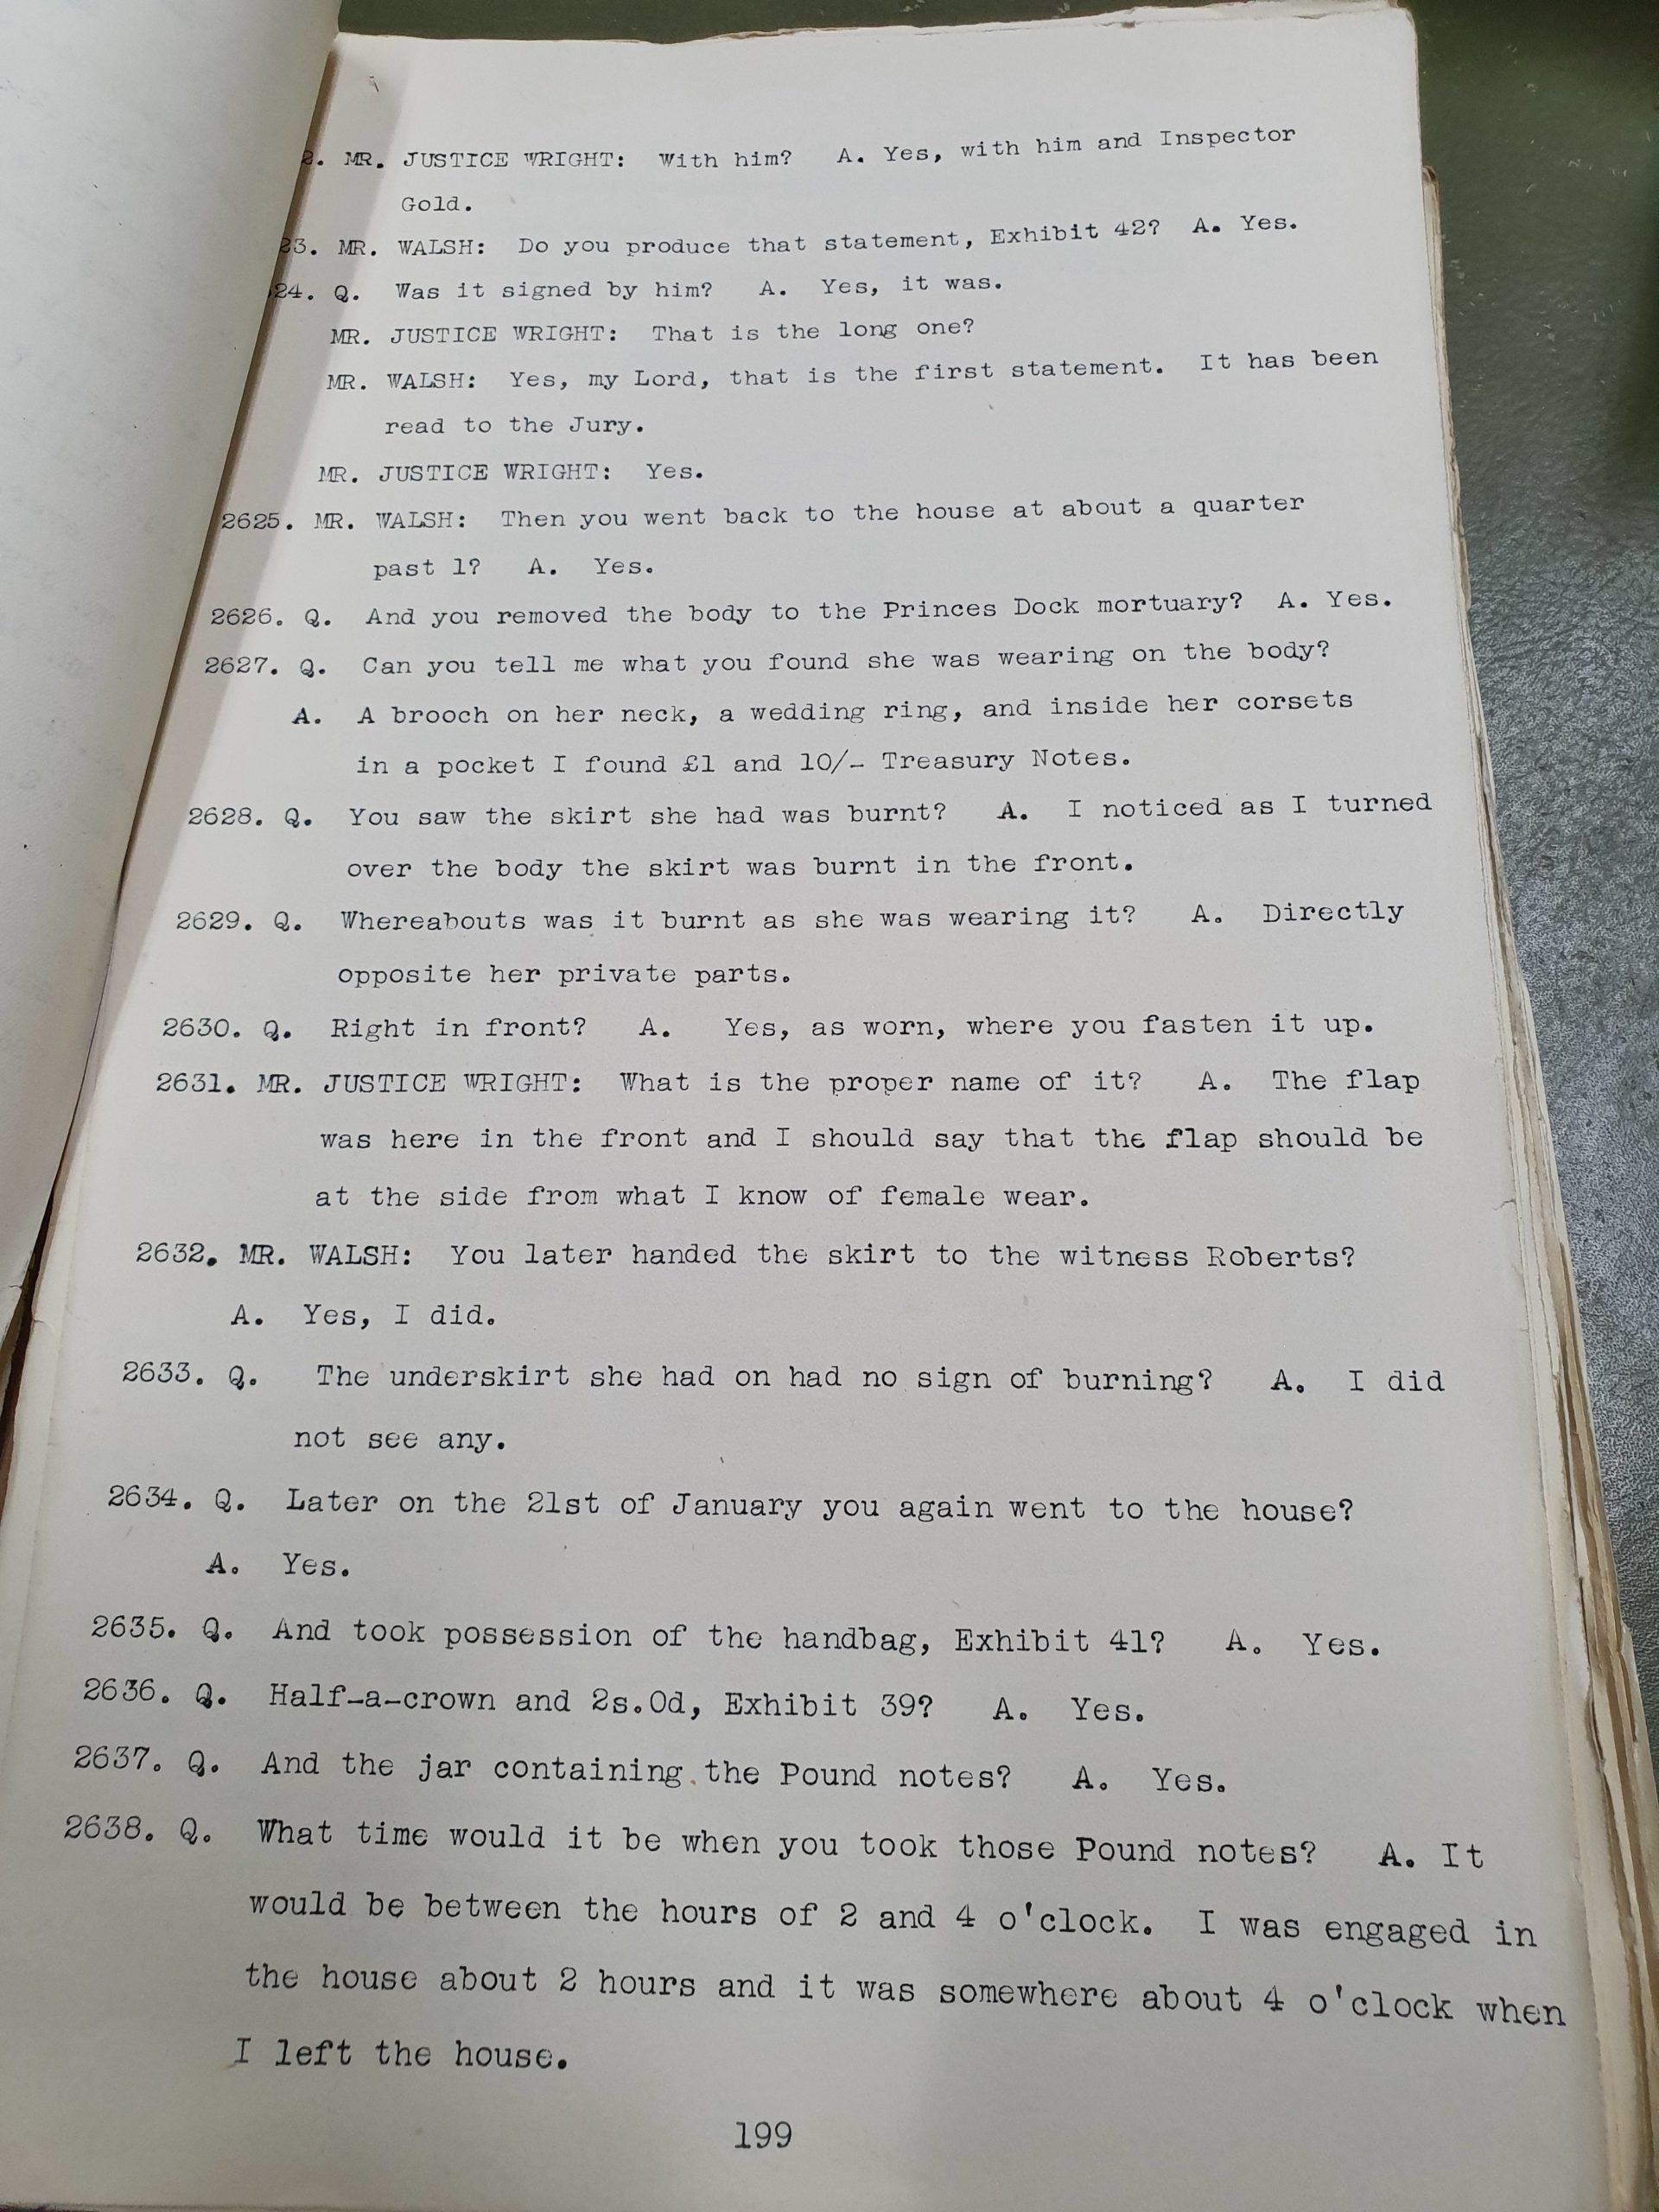 2. MR. JUSTICE WRIGHT: With him? A. Yes, with him and Inspector
Gold.
23. MR. WALSH: Do you produce that statement, Exhibit 42? A. Yes.
24. Q. Was it signed by him? A. Yes, it was.
MR. JUSTICE WRIGHT: That is the long one?
MR. WALSH: Yes, my Lord, that is the first statement. It has been
read to the Jury.
MR. JUSTICE WRIGHT: Yes.
2625. MR. WALSH: Then you went back to the house at about a quarter
past 1? A. Yes.
2626. Q. And you removed the body to the Princes Dock mortuary? A. Yes.
2627. Q. Can you tell me what you found she was wearing on the body?
A. A brooch on her neck, a wedding ring, and inside her corsets
in a pocket I found £1 and 10/- Treasury Notes.
2628. Q. You saw the skirt she had was burnt? A. I noticed as I turned
over the body the skirt was burnt in the front.
2629. Q. Whereabouts was it burnt as she was wearing it? A. Directly
opposite her private parts.
2630. Q. Right in front? A. Yes, as worn, where you fasten it up.
2631. MR. JUSTICE WRIGHT: What is the proper name of it? A. The flap
was here in the front and I should say that the flap should be
at the side from what I know of female wear.
2632. MR. WALSH: You later handed the skirt to the witness Roberts?
A. Yes, I did.
2633. Q. The underskirt she had on had no sign of burning? A. I did
not see any.
2634. Q. Later on the 21st of January you again went to the house?
A. Yes.
2635. Q. And took possession of the handbag, Exhibit 41? A. Yes.
2636. Q. Half-a-crown and 2s.0d, Exhibit 39? A. Yes.
2637. Q. And the jar containing the Pound notes? A. Yes.
2638. Q. What time would it be when you took those Pound notes? A. It
would be between the hours of 2 and 4 o'clock. I was engaged in
the house about 2 hours and it was somewhere about 4 o'clock when
I left the house.
199